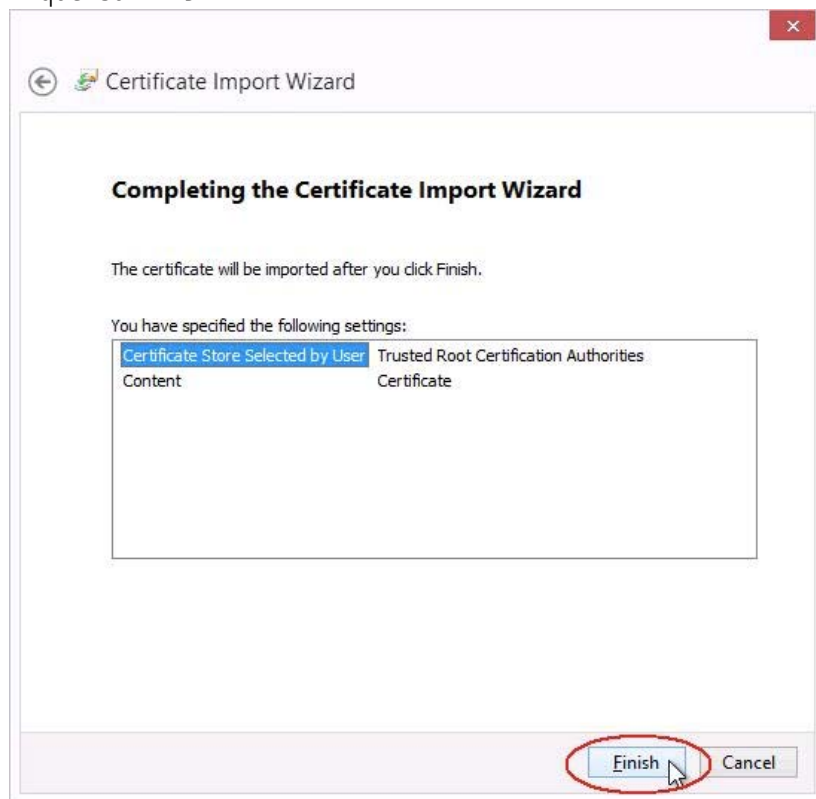 Certificate Import Wizard
Completing the Certificate Import Wizard
The certificate will be imported after you click Finish.
You have specified the following settings:
Certificate Store Selected by User Trusted Root Certification Authorities
Content Certificate
Finish Cancel